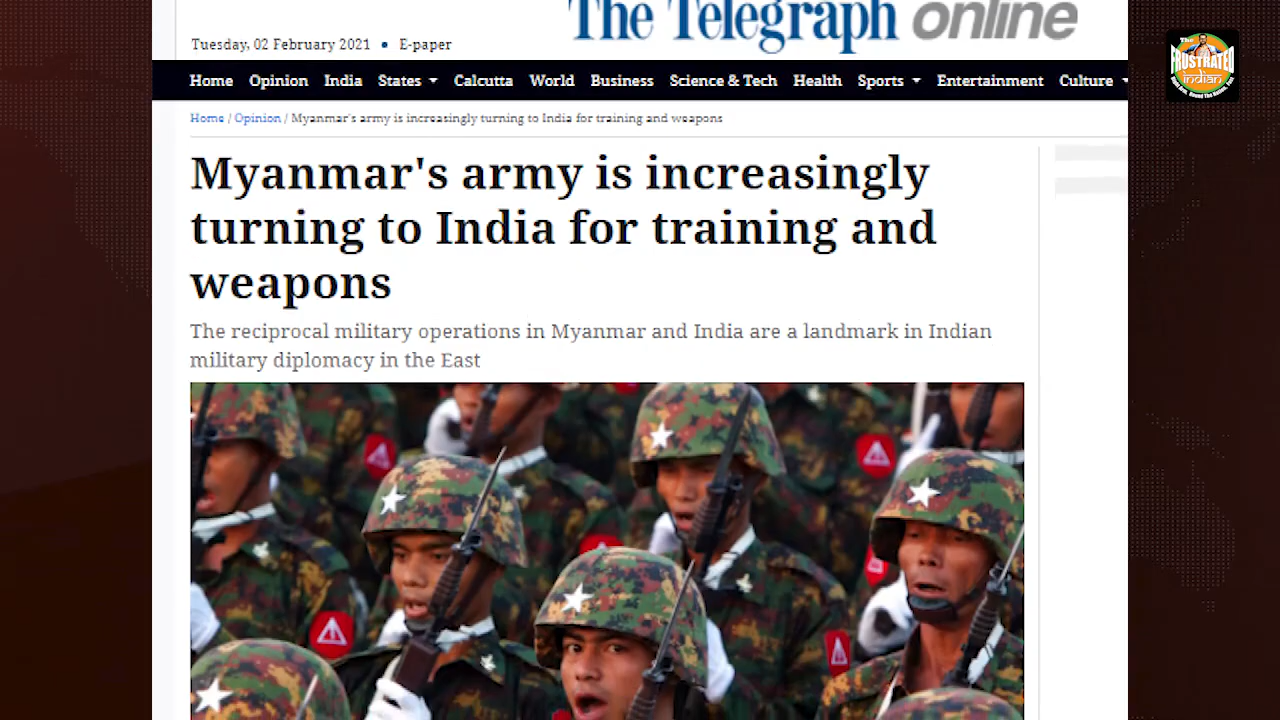 The Telegraph online
Tuesday, 02 February 2021 • E-paper
Home Opinion India States Calcutta World Business Science & Tech Health Sports Entertainment Culture
Home / Opinion / Myanmar's army is increasingly turning to India for training and weapons
Myanmar's army is increasingly
turning to India for training and
weapons
The reciprocal military operations in Myanmar and India are a landmark in Indian
military diplomacy in the East
The
FRUSTRATED
indian